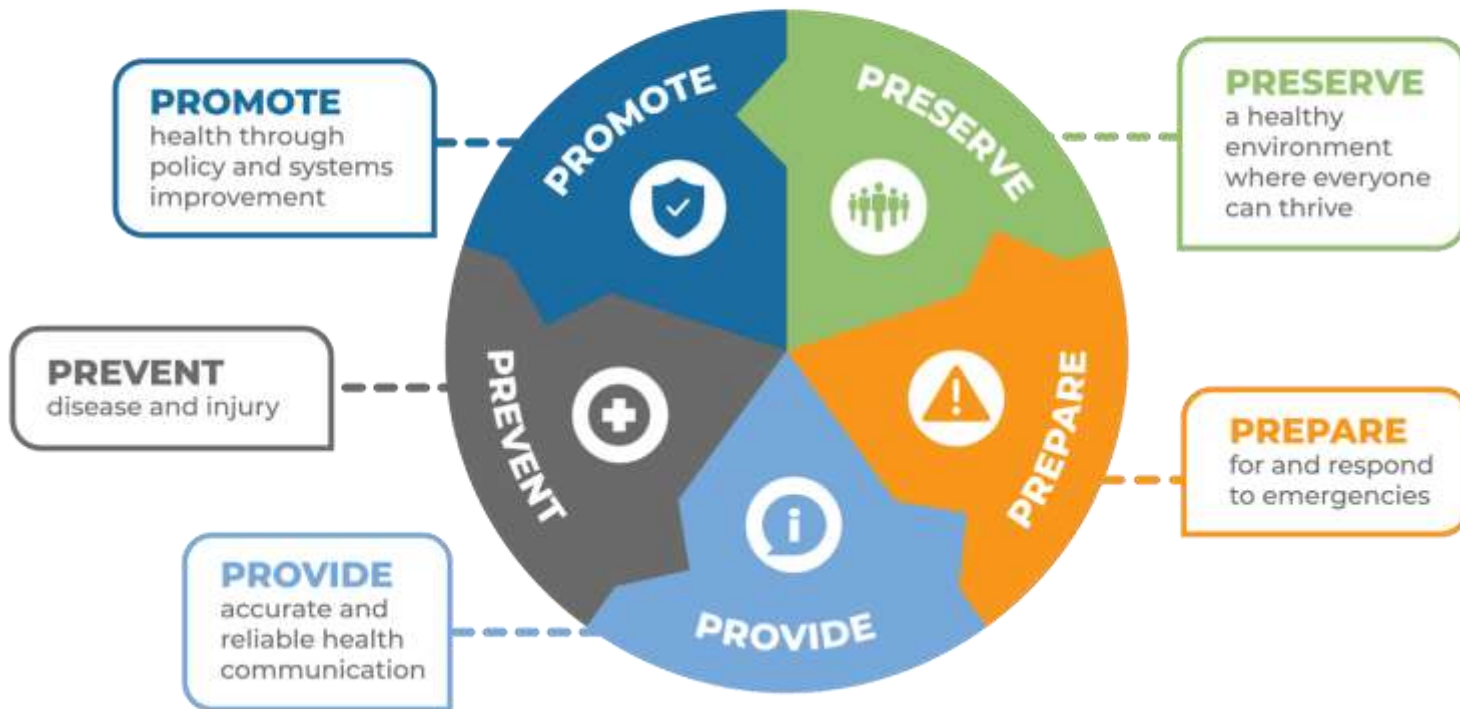 PROMOTE
health through
policy and systems
improvement
PROMOTE
PRESERVE
PRESERVE
a healthy
environment
where everyone
can thrive
PREVENT
disease and injury
PREVENT
PREPARE
PREPARE
for and respond
to emergencies
PROVIDE
accurate and
reliable health
communication
i
PROVIDE